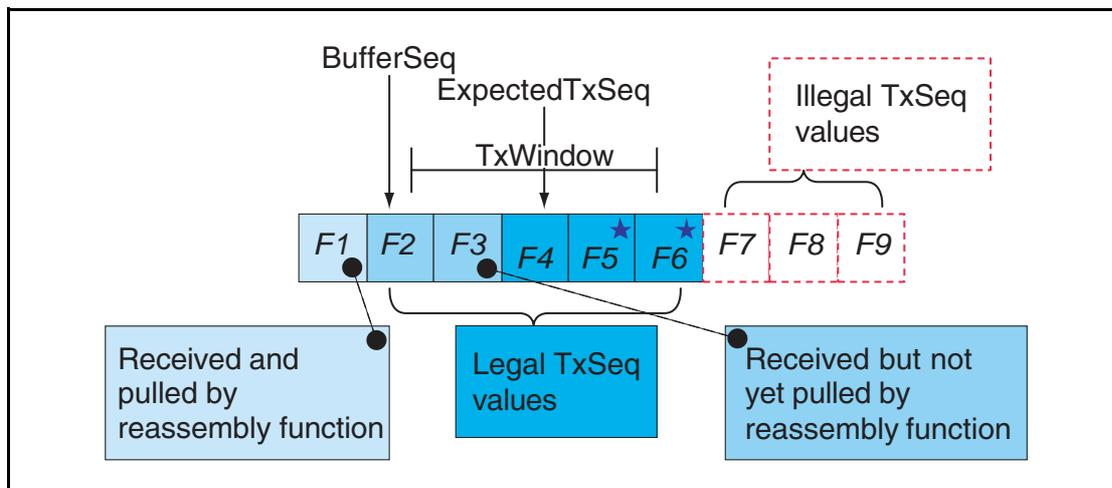 BufferSeq
ExpectedTxSeq
TxWindow
Illegal TxSeq
values
F1
F2
F3
F4
F5
F6
F7
F8
F9
Received and
pulled by
reassembly function
Legal TxSeq
values
Received but not
yet pulled by
reassembly function